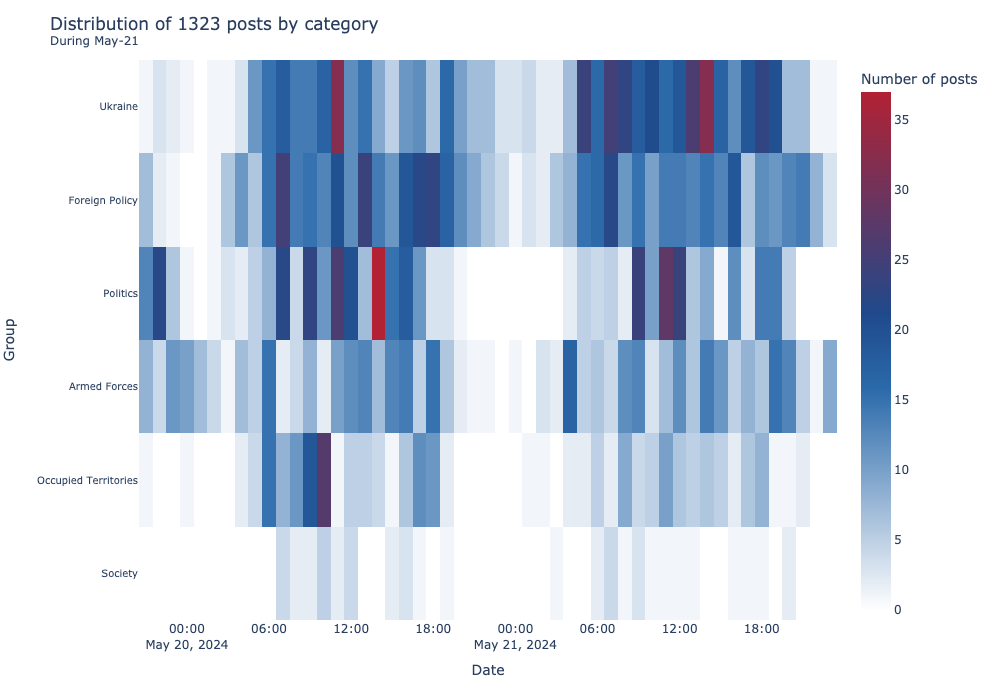 Distribution of 1323 posts by category
During May-21
Number of posts
Group
Ukraine
Foreign Policy
Politics
Armed Forces
Occupied Territories
Society
35
30
25
20
15
10
5
0
00:00
06:00
12:00
18:00
00:00
06:00
12:00
18:00
May 20, 2024
May 21, 2024
Date